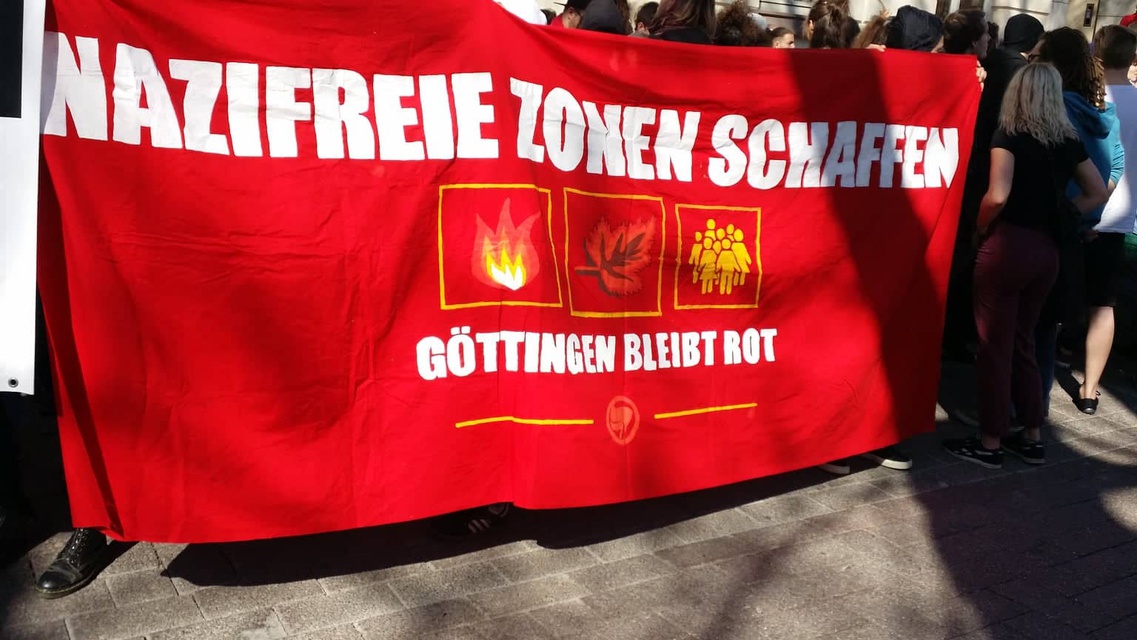 NAZIFREIE ZONEN SCHAFFEN
GÖTTINGEN BLEIBT ROT